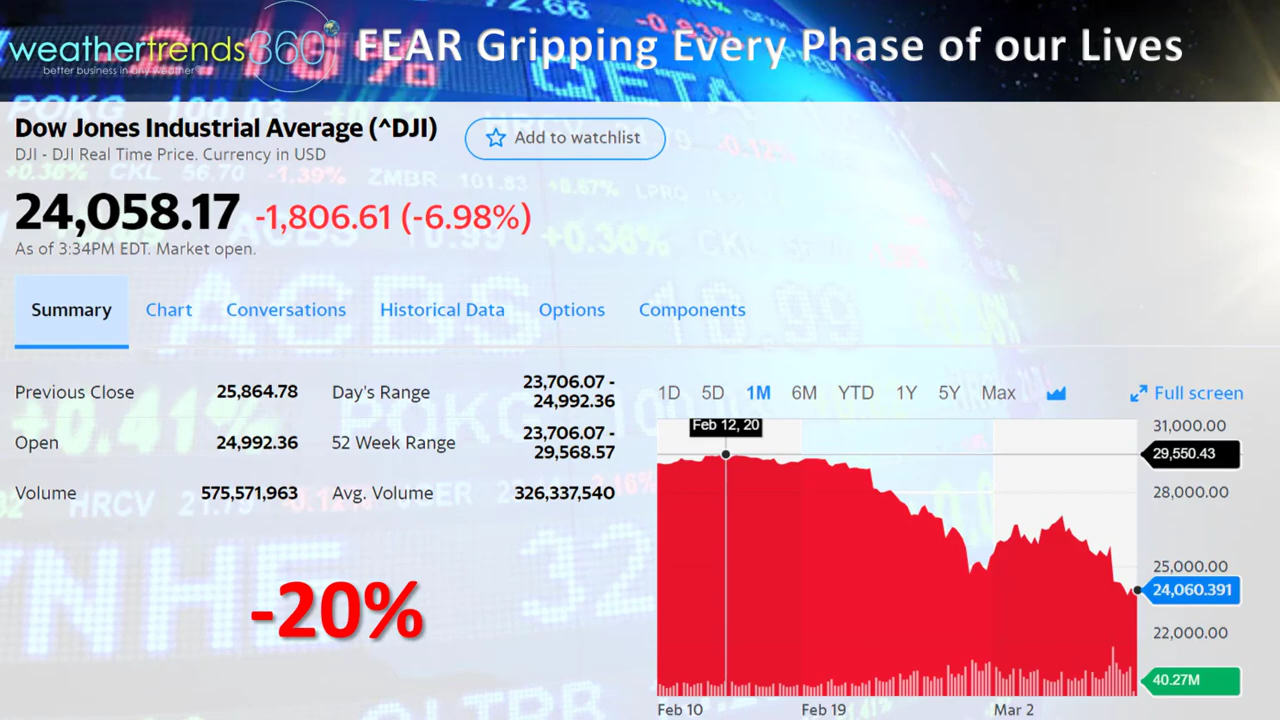 weathertrends360°
better business in any weather®
FEAR Gripping Every Phase of our Lives
Dow Jones Industrial Average (^DJI)
Add to watchlist
DJI - DJI Real Time Price. Currency in USD
24,058.17 -1,806.61 (-6.98%)
As of 3:34PM EDT. Market open.
Summary Chart Conversations Historical Data Options Components
Previous Close 25,864.78
Open 24,992.36
Volume 575,571,963
Day's Range 23,706.07 -
24,992.36
52 Week Range 23,706.07 -
29,568.57
Avg. Volume 326,337,540
-20%
1D 5D 1M 6M YTD 1Y 5Y Max Full screen
Feb 12, 20
31,000.00
29,550.43
28,000.00
25,000.00
24,060.391
22,000.00
40.27M
Feb 10 Feb 19 Mar 2